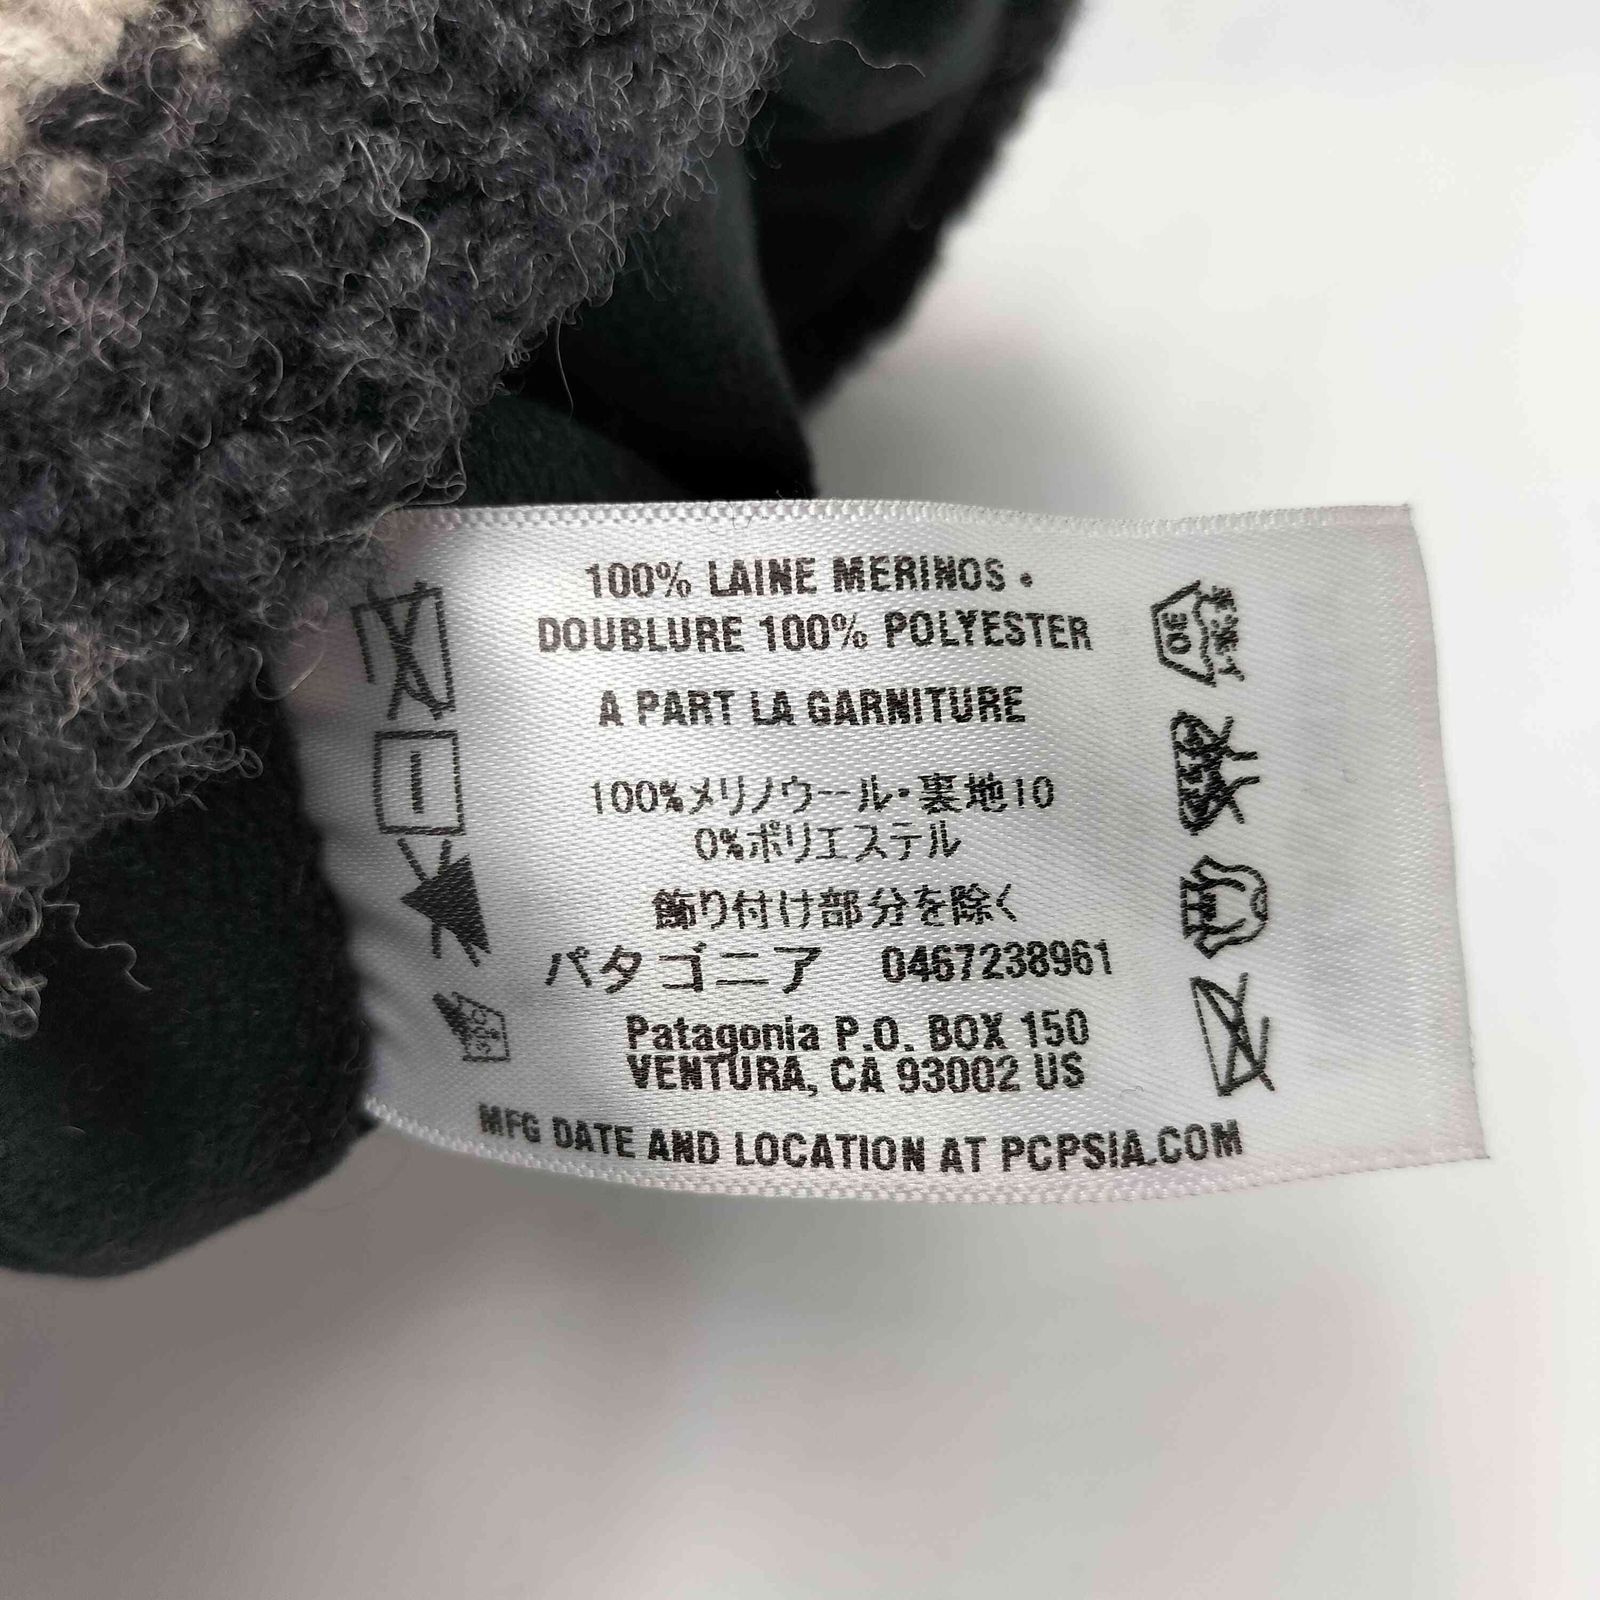 100% LAINE MERINOS •
DOUBLURE 100% POLYESTER
A PART LA GARNITURE
100%メリノウール・裏地10
0%ポリエステル
飾り付け部分を除く
パタゴニア 0467238961
Patagonia P.O. BOX 150
VENTURA, CA 93002 US
MFG DATE AND LOCATION AT PCPSIA.COM
30